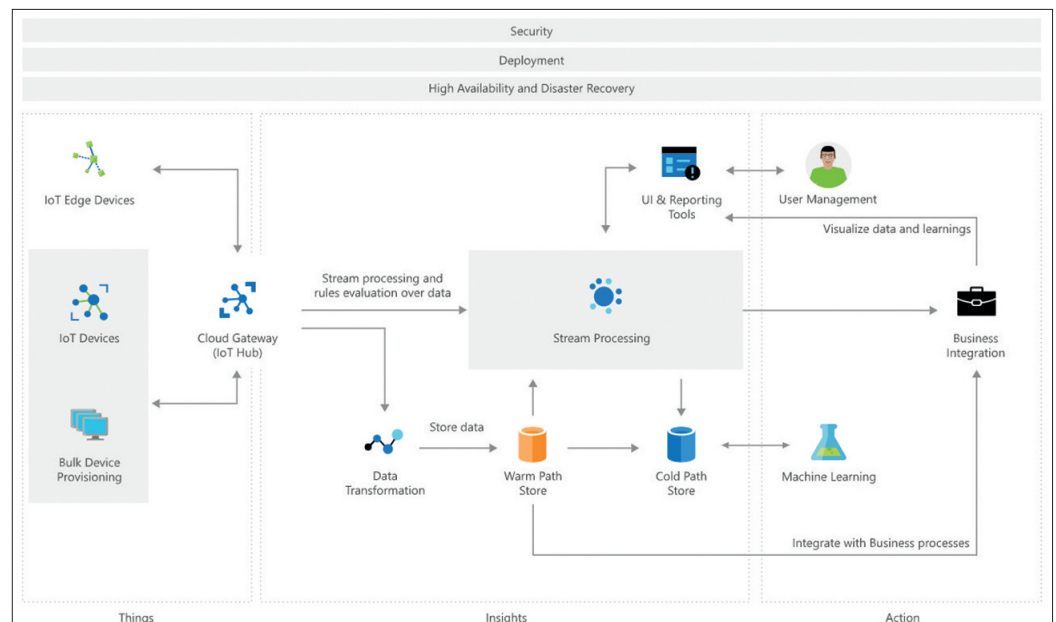 Security
Deployment
High Availability and Disaster Recovery
IoT Edge Devices
UI & Reporting
Tools
User Management
Visualize data and learnings
Stream processing and
rules evaluation over data
IoT Devices
Cloud Gateway
(IoT Hub)
Stream Processing
Business
Integration
Bulk Device
Provisioning
Store data
Data
Transformation
Warm Path
Store
Cold Path
Store
Machine Learning
Integrate with Business processes
Things
Insights
Action